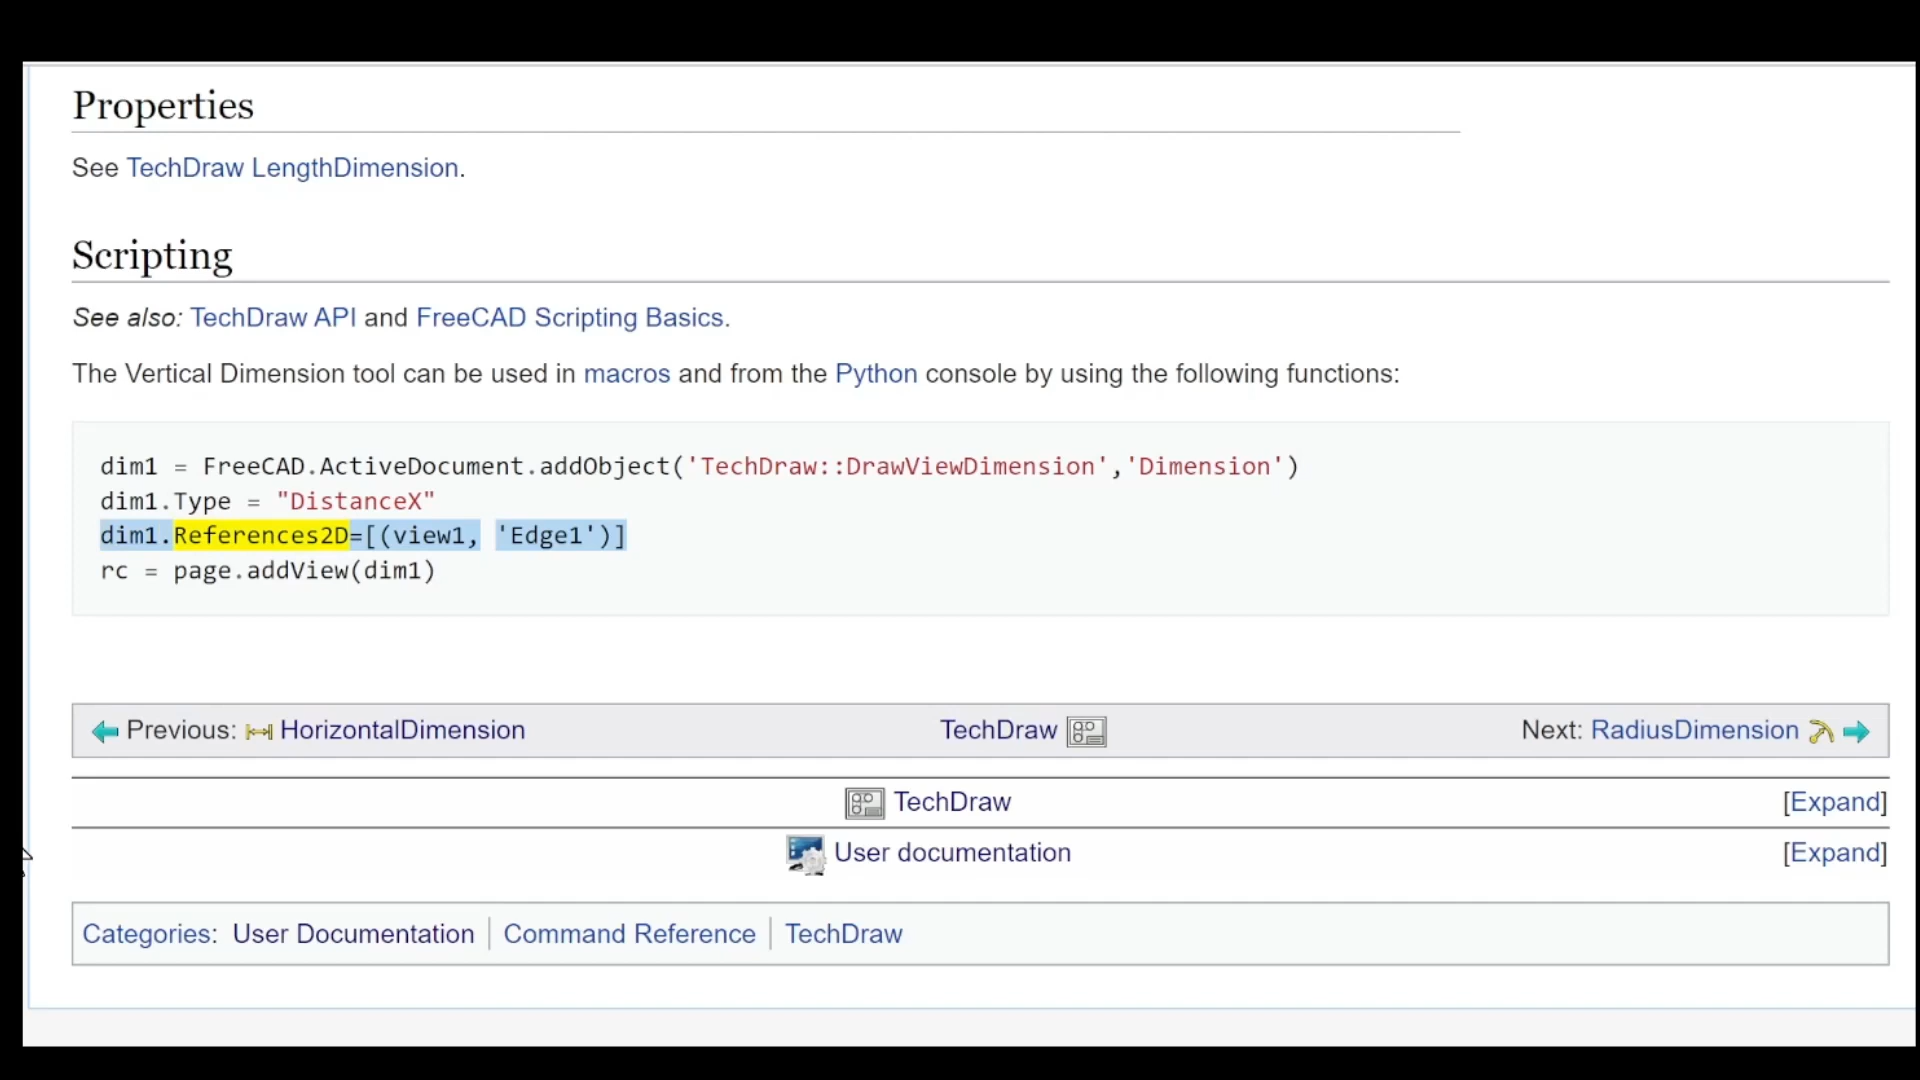 Properties
See TechDraw LengthDimension.
Scripting
See also: TechDraw API and FreeCAD Scripting Basics.
The Vertical Dimension tool can be used in macros and from the Python console by using the following functions:
dim1 = FreeCAD.ActiveDocument.addObject('TechDraw::DrawViewDimension','Dimension')
dim1.Type = "DistanceX"
dim1.References2D=[(view1, 'Edge1')]
rc = page.addView(dim1)
Previous: HorizontalDimension TechDraw Next: RadiusDimension
TechDraw [Expand]
User documentation [Expand]
Categories: User Documentation | Command Reference | TechDraw